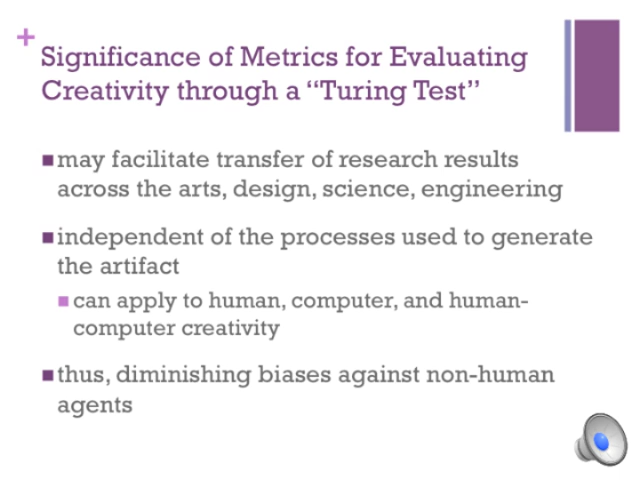 +
Significance of Metrics for Evaluating
Creativity through a “Turing Test”
■ may facilitate transfer of research results
across the arts, design, science, engineering
■ independent of the processes used to generate
the artifact
■ can apply to human, computer, and human-
computer creativity
■ thus, diminishing biases against non-human
agents